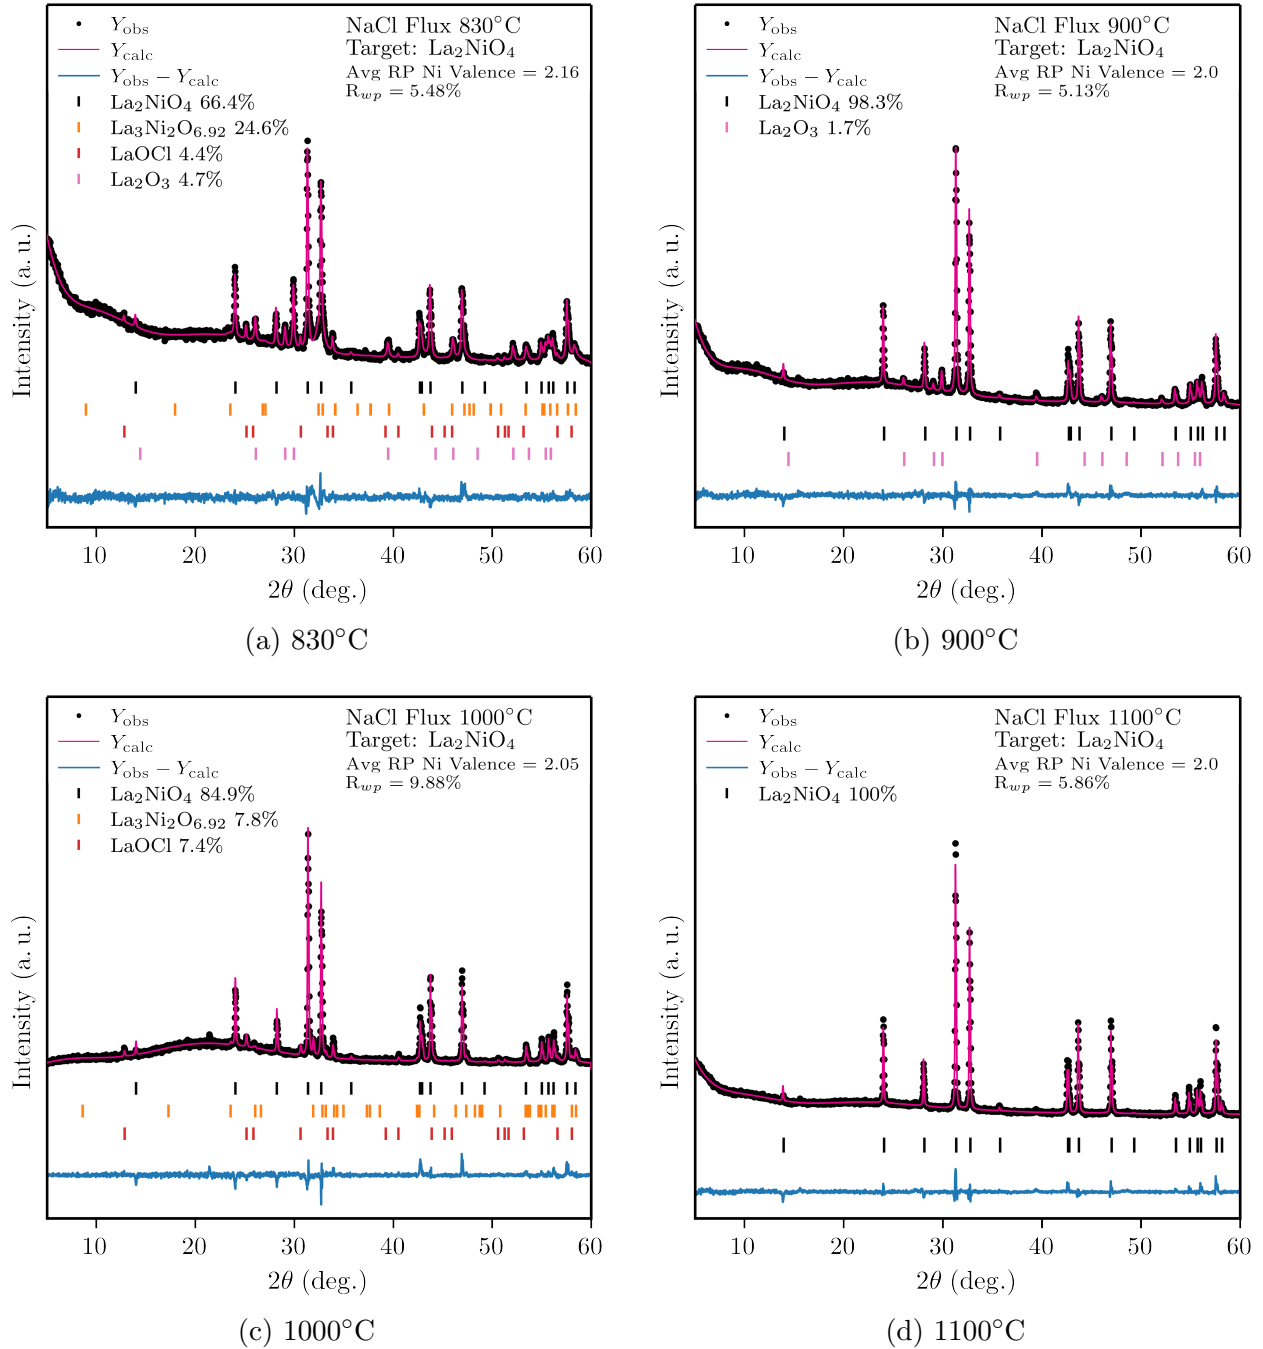 Y_obs
Y_calc
Y_obs − Y_calc
La₂NiO₄ 66.4%
La₃Ni₂O₆.₉₂ 24.6%
LaOCl 4.4%
La₂O₃ 4.7%
NaCl Flux 830°C
Target: La₂NiO₄
Avg RP Ni Valence = 2.16
R_wp = 5.48%
Intensity (a. u.)
10 20 30 40 50 60
2θ (deg.)
(a) 830°C
Y_obs
Y_calc
Y_obs − Y_calc
La₂NiO₄ 98.3%
La₂O₃ 1.7%
NaCl Flux 900°C
Target: La₂NiO₄
Avg RP Ni Valence = 2.0
R_wp = 5.13%
Intensity (a. u.)
10 20 30 40 50 60
2θ (deg.)
(b) 900°C
Y_obs
Y_calc
Y_obs − Y_calc
La₂NiO₄ 84.9%
La₃Ni₂O₆.₉₂ 7.8%
LaOCl 7.4%
NaCl Flux 1000°C
Target: La₂NiO₄
Avg RP Ni Valence = 2.05
R_wp = 9.88%
Intensity (a. u.)
10 20 30 40 50 60
2θ (deg.)
(c) 1000°C
Y_obs
Y_calc
Y_obs − Y_calc
La₂NiO₄ 100%
NaCl Flux 1100°C
Target: La₂NiO₄
Avg RP Ni Valence = 2.0
R_wp = 5.86%
Intensity (a. u.)
10 20 30 40 50 60
2θ (deg.)
(d) 1100°C